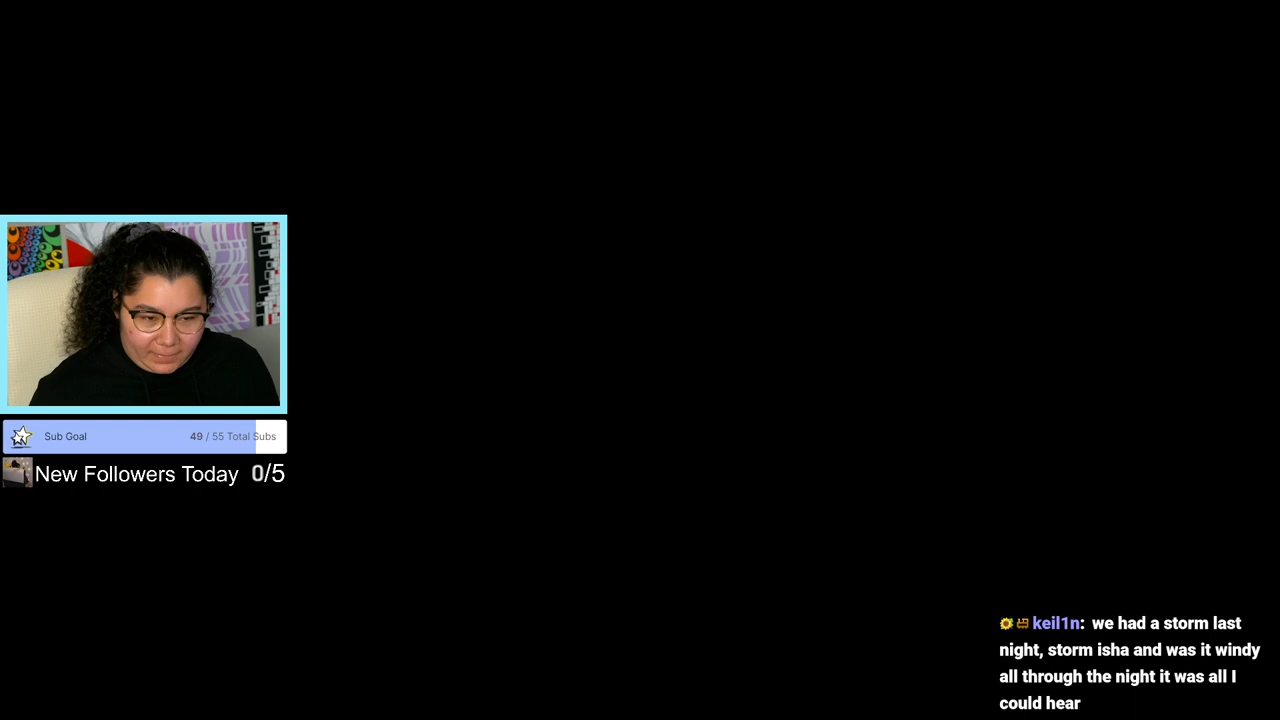 Sub Goal 49 / 55 Total Subs
New Followers Today 0/5
keil1n: we had a storm last
night, storm isha and was it windy
all through the night it was all I
could hear